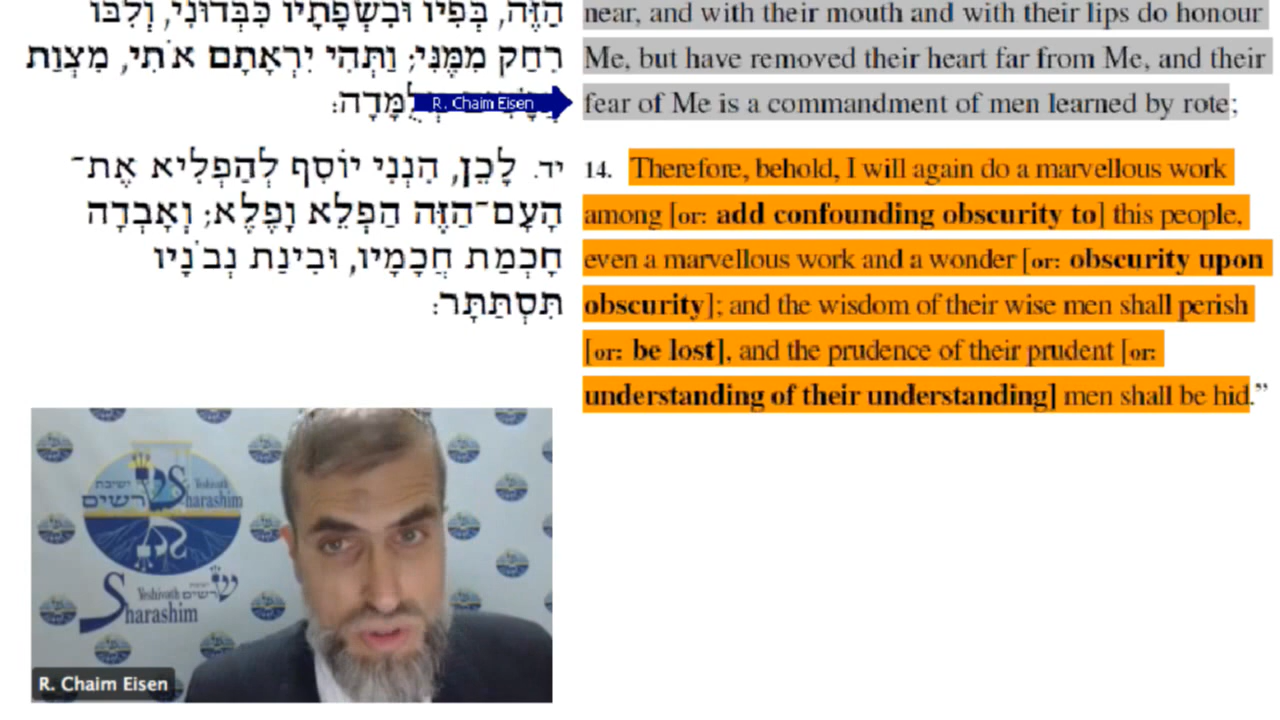 הַזֶּה, בְּפִיו וּבִשְׂפָתָיו כִּבְּדוּנִי, וְלִבּוֹ
רִחַק מִמֶּנִּי; וַתְּהִי יִרְאָתָם אֹתִי, מִצְוַת
מְלֻמָּדָה:
יד. לָכֵן, הִנְנִי יוֹסִף לְהַפְלִיא אֶת־
הָעָם־הַזֶּה הַפְלֵא וָפֶלֶא; וְאָבְדָה
חָכְמַת חֲכָמָיו, וּבִינַת נְבֹנָיו
תִּסְתַּתָּר:
R. Chaim Eisen
near, and with their mouth and with their lips do honour
Me, but have removed their heart far from Me, and their
fear of Me is a commandment of men learned by rote;
14. Therefore, behold, I will again do a marvellous work
among [or: add confounding obscurity to] this people,
even a marvellous work and a wonder [or: obscurity upon
obscurity]; and the wisdom of their wise men shall perish
[or: be lost], and the prudence of their prudent [or:
understanding of their understanding] men shall be hid.”
ישיבת שרשים
Yeshivath Sharashim
Yeshivath ישיבת שרשים
Sharashim
R. Chaim Eisen